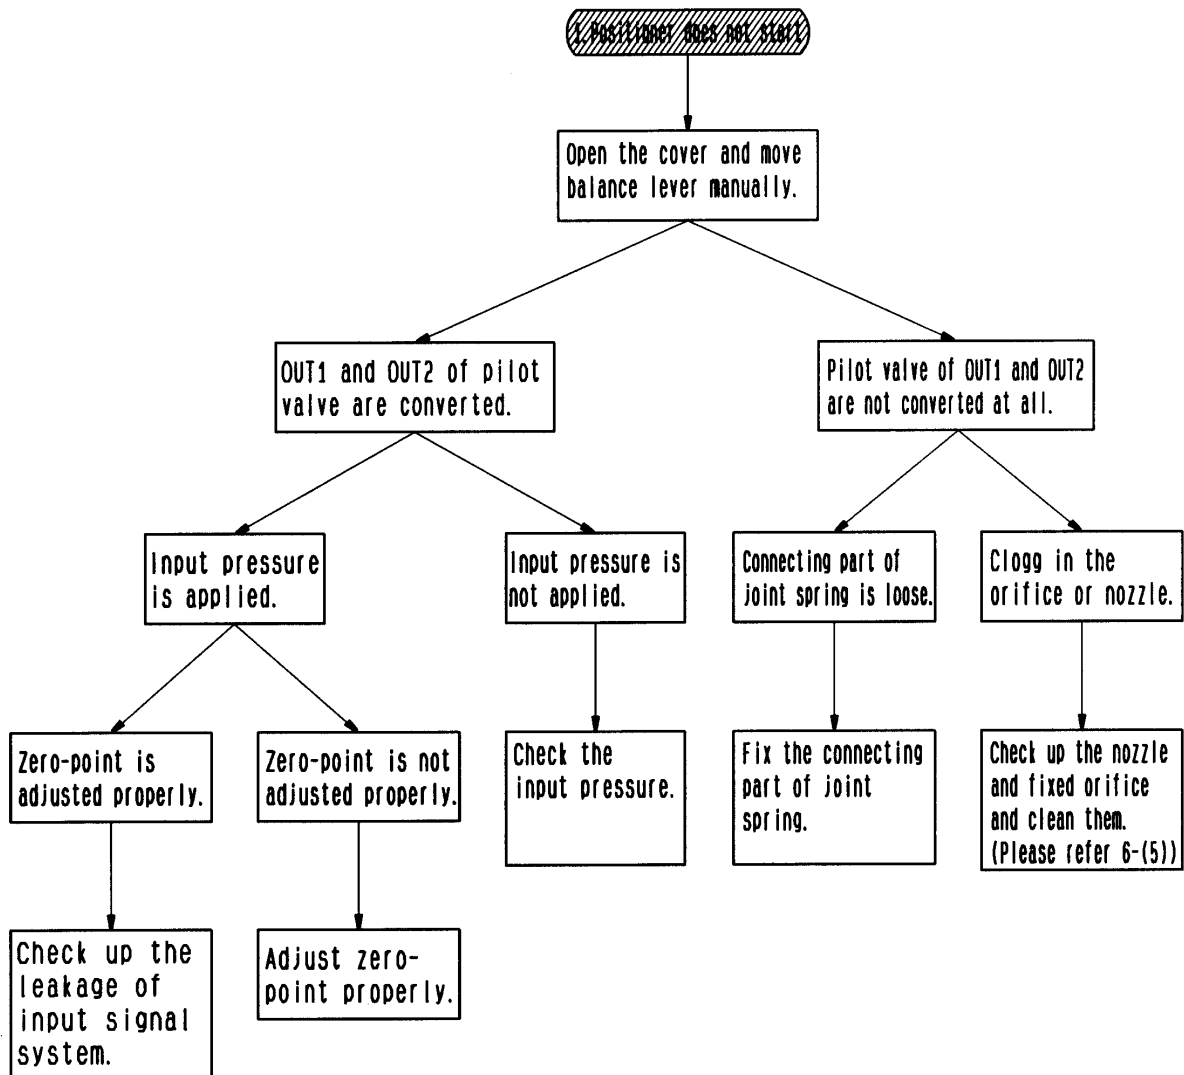 1.Positioner does not start
Open the cover and move
balance lever manually.
OUT1 and OUT2 of pilot
valve are converted.
Pilot valve of OUT1 and OUT2
are not converted at all.
Input pressure
is applied.
Input pressure is
not applied.
Connecting part of
joint spring is loose.
Clogg in the
orifice or nozzle.
Zero-point is
adjusted properly.
Zero-point is not
adjusted properly.
Check the
input pressure.
Fix the connecting
part of joint
spring.
Check up the nozzle
and fixed orifice
and clean them.
(Please refer 6-(5))
Check up the
leakage of
input signal
system.
Adjust zero-
point properly.